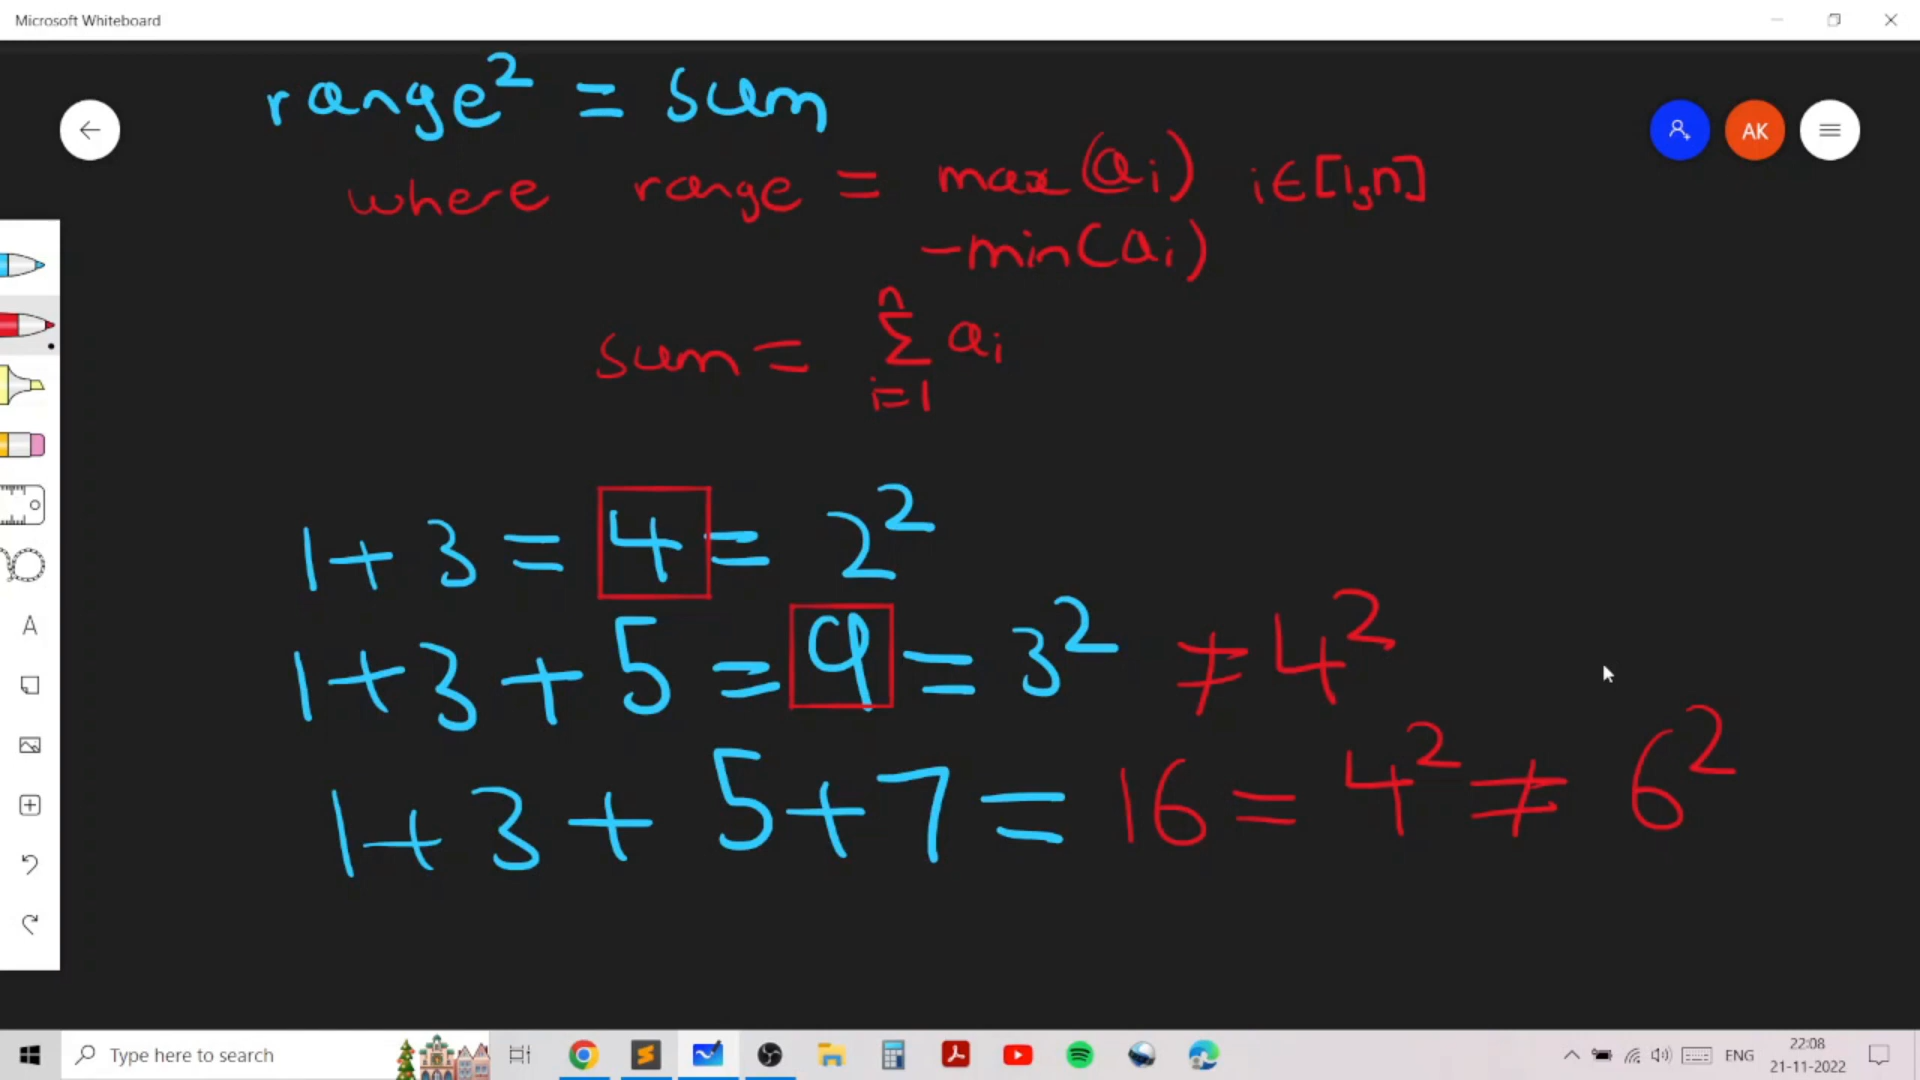 Microsoft Whiteboard
range² = sum
AK
where range = max(aᵢ) i∈[1,n]
-min(aᵢ)
sum = n∑i=1 aᵢ
1+3 = 4 = 2²
1+3+5 = 9 = 3² ≠ 4²
1+3+5+7 = 16 = 4² ≠ 6²
A
Type here to search
ENG
22:08
21-11-2022